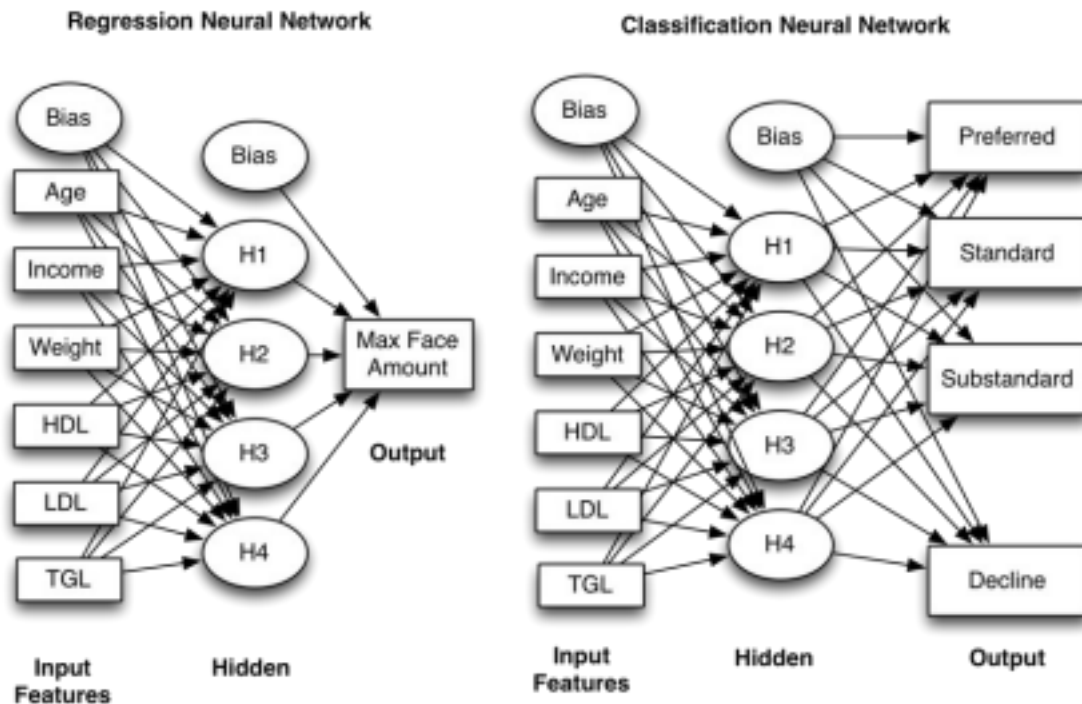 Regression Neural Network
Bias
Age
Income
Weight
HDL
LDL
TGL
Input
Features
Bias
H1
H2
H3
H4
Hidden
Max Face
Amount
Output
Classification Neural Network
Bias
Age
Income
Weight
HDL
LDL
TGL
Input
Features
Bias
H1
H2
H3
H4
Hidden
Preferred
Standard
Substandard
Decline
Output